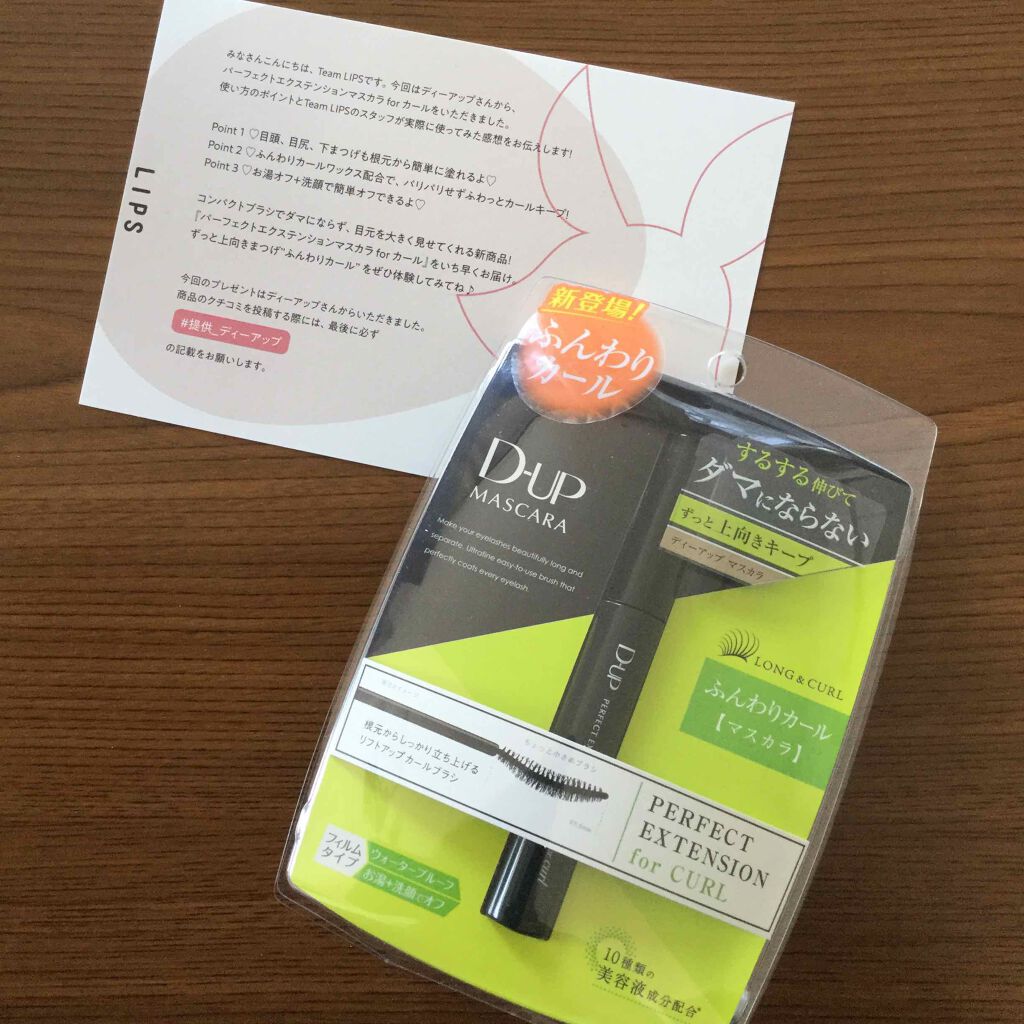 みなさんこんにちは、Team LIPSです。今回はディーアップさんから、
パーフェクトエクステンションマスカラ for カールをいただきました。
使い方のポイントとTeam LIPSのスタッフが実際に使ってみた感想をお伝えします!
Point 1 ♡目頭、目尻、下まつげも根元から簡単に塗れるよ♡
Point 2 ♡ふんわりカールワックス配合で、パリパリせずふわっとカールキープ!
Point 3 ♡お湯オフ+洗顔で簡単オフできるよ♡
コンパクトブラシでダマにならず、目元を大きく見せてくれる新商品!
『パーフェクトエクステンションマスカラ for カール』をいち早くお届け。
ずっと上向きまつげ"ふんわりカール"をぜひ体験してみてね♪
今回のプレゼントはディーアップさんからいただきました。
商品のクチコミを投稿する際には、最後に必ず
#提供_ディーアップ
の記載をお願いします。
LIPS
新登場!
ふんわり
カール
D-UP
MASCARA
Make your eyelashes beautifully long and
separate. Ultrafine easy-to-use brush that
perfectly coats every eyelash.
するする伸びて
ダマにならない
ずっと上向きキープ
ディーアップ マスカラ
LONG & CURL
ふんわりカール
【マスカラ】
D-UP PERFECT E
curl
根元からしっかり立ち上げる
リフトアップカールブラシ
ちょっと小さめブラシ
PERFECT
EXTENSION
for CURL
フィルム
タイプ
ウォータープルーフ
お湯+洗顔でオフ
10種類の
美容液成分配合*